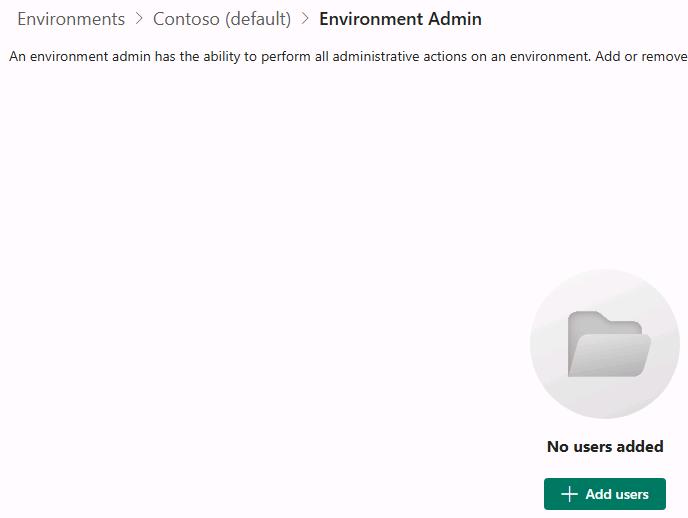 Environments > Contoso (default) > Environment Admin
An environment admin has the ability to perform all administrative actions on an environment. Add or remove
No users added
+ Add users